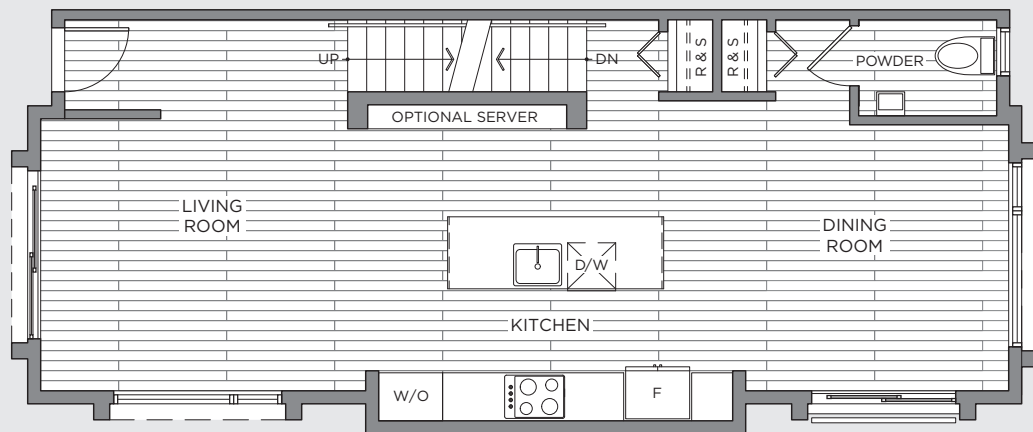 UP
DN
R & S
R & S
POWDER
OPTIONAL SERVER
LIVING
ROOM
DINING
ROOM
D/W
KITCHEN
W/O
F